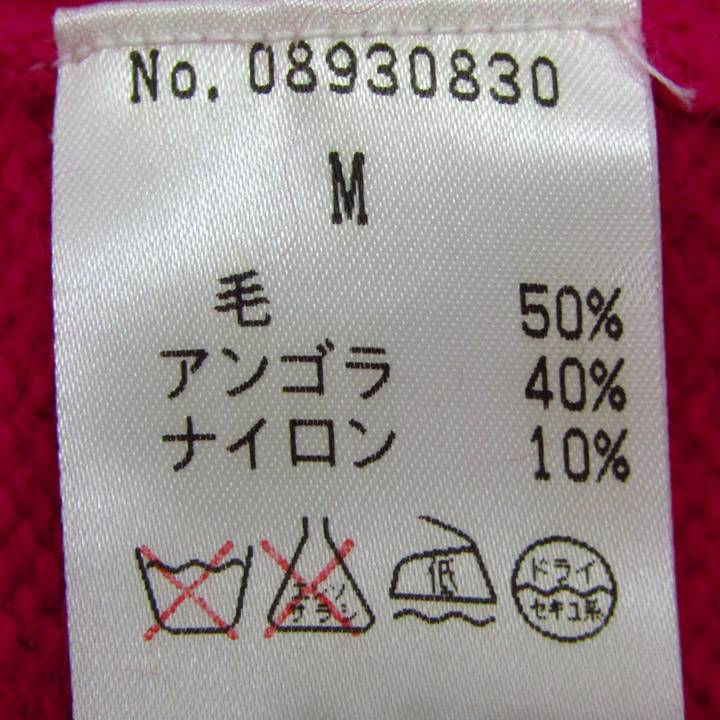 No. 08930830
M
毛 50%
アンゴラ 40%
ナイロン 10%
エンソ
サラシ
低
ドライ
セキユ系